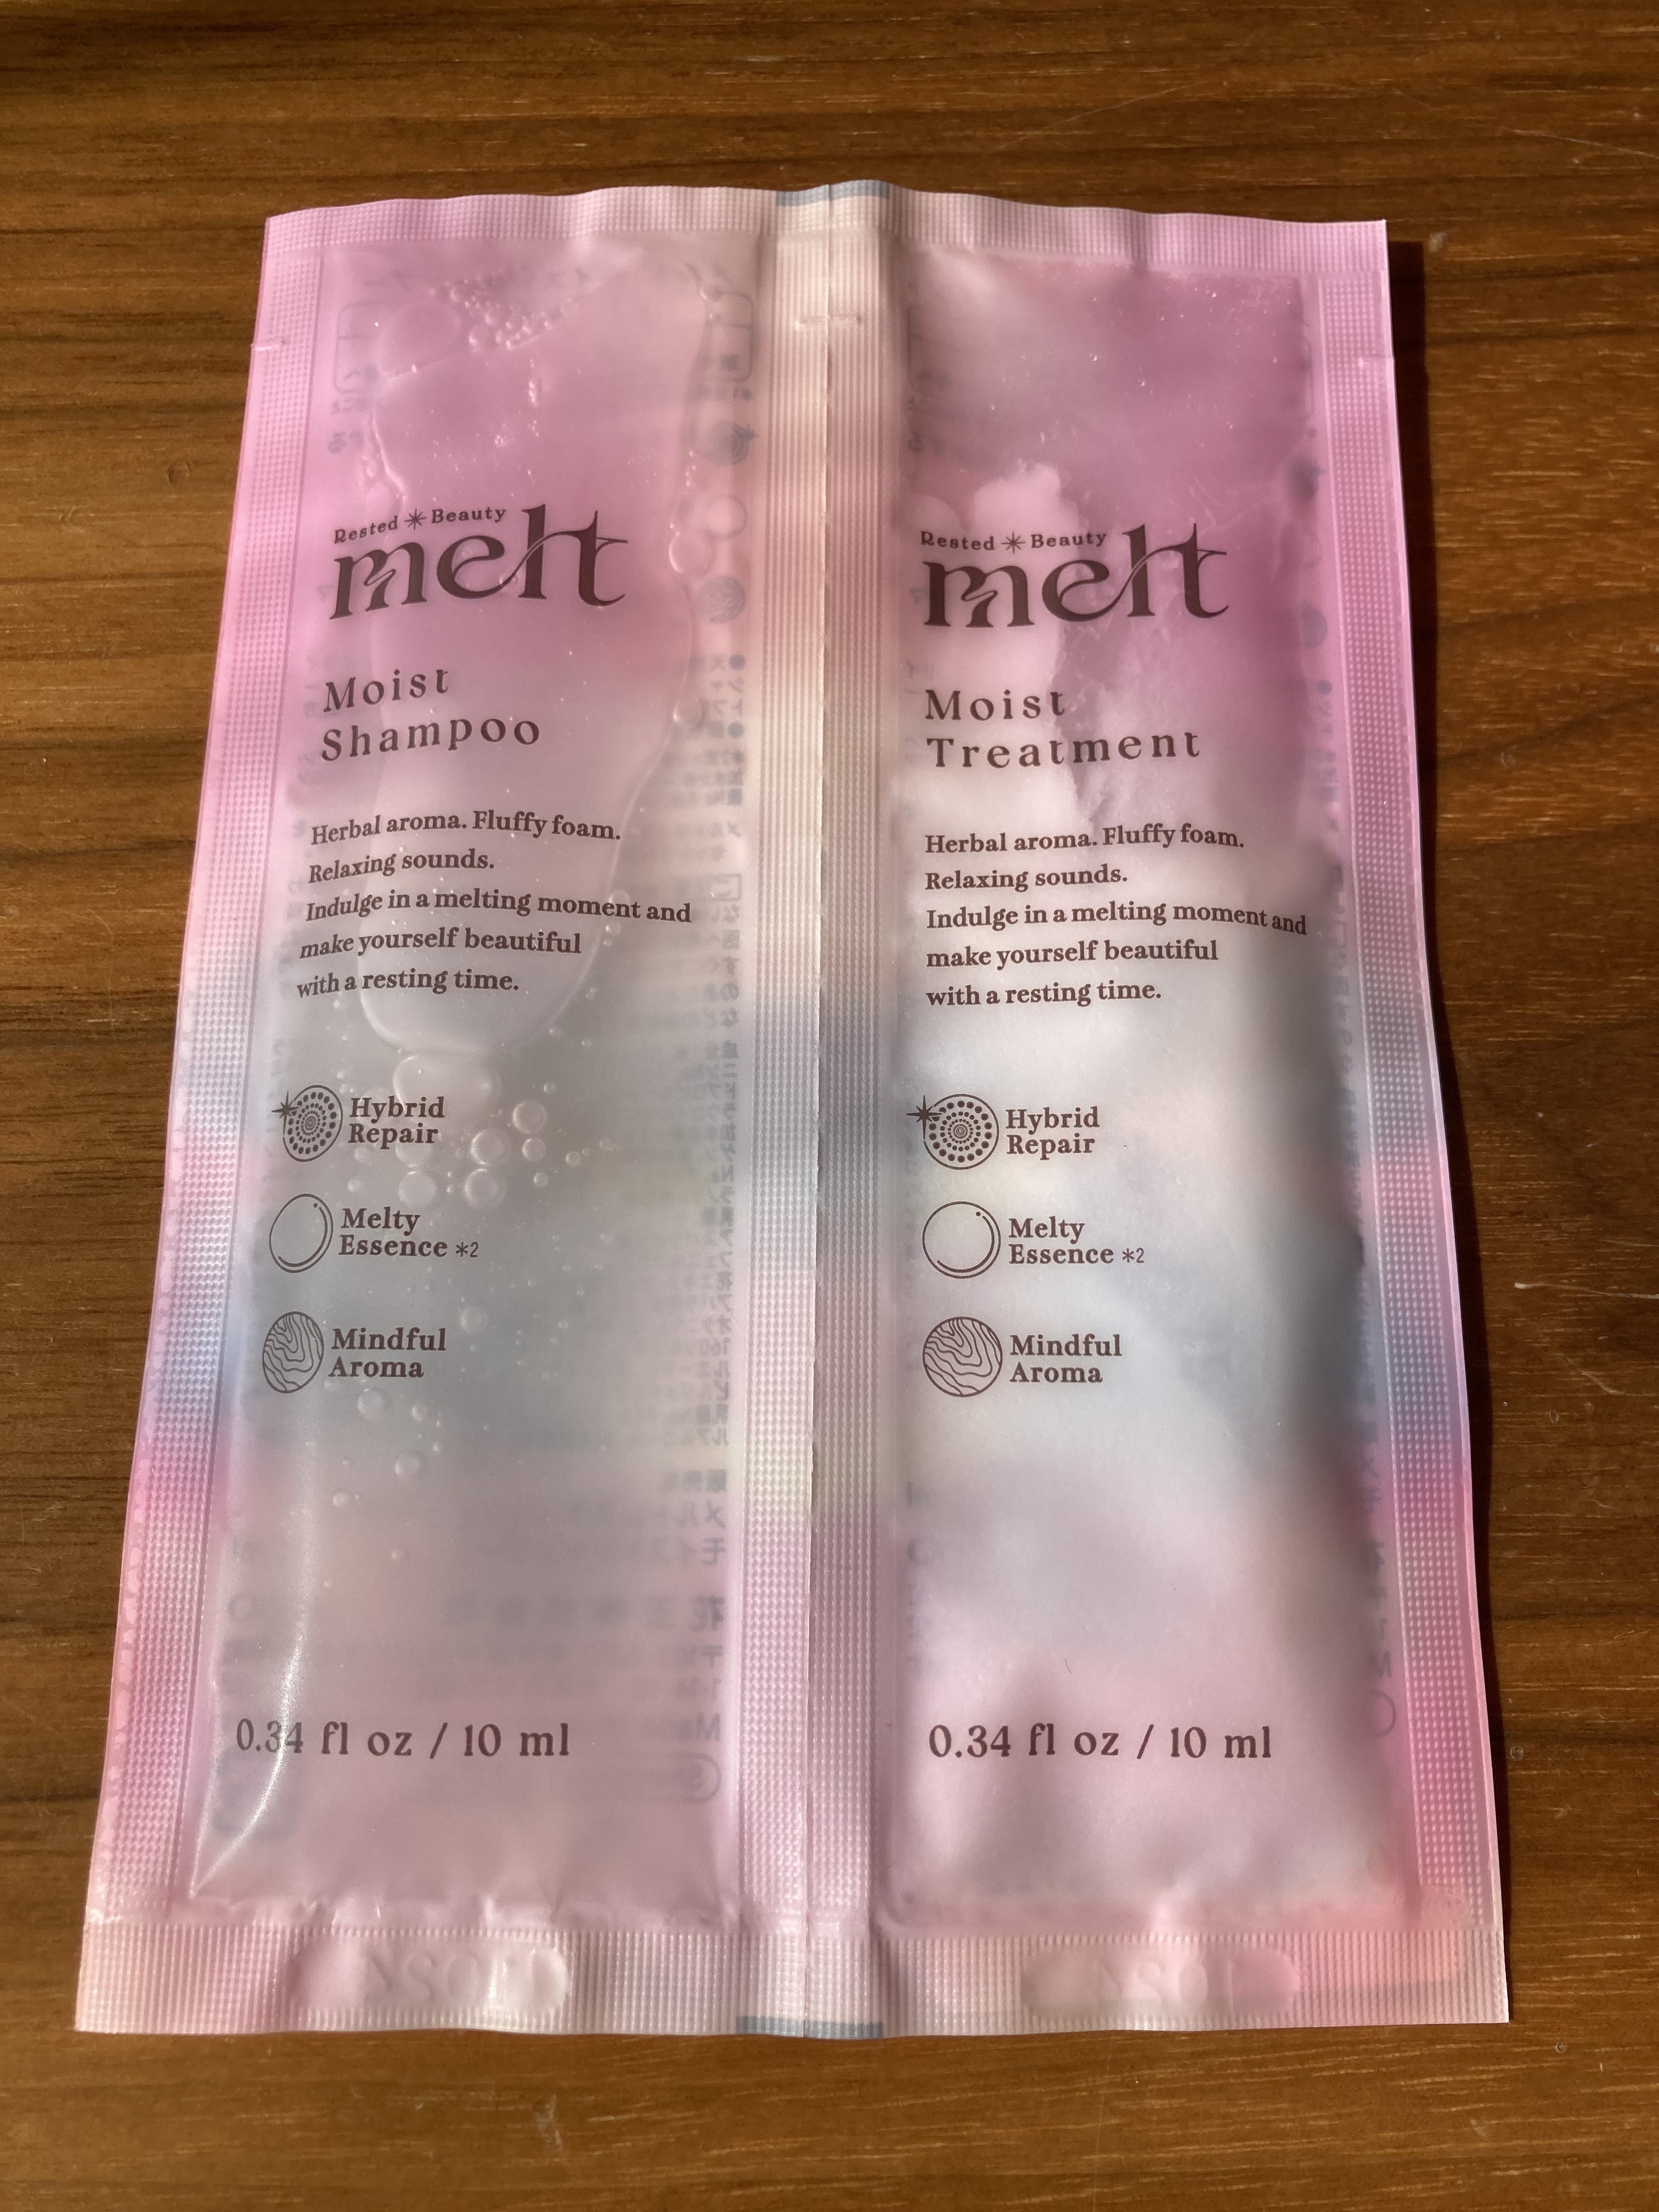 Rested Beauty
melt
Moist
Shampoo
Herbal aroma. Fluffy foam.
Relaxing sounds.
Indulge in a melting moment and
make yourself beautiful
with a resting time.
Hybrid
Repair
Melty
Essence *2
Mindful
Aroma
0.34 fl oz / 10 ml
Rested Beauty
melt
Moist
Treatment
Herbal aroma. Fluffy foam.
Relaxing sounds.
Indulge in a melting moment and
make yourself beautiful
with a resting time.
Hybrid
Repair
Melty
Essence *2
Mindful
Aroma
0.34 fl oz / 10 ml